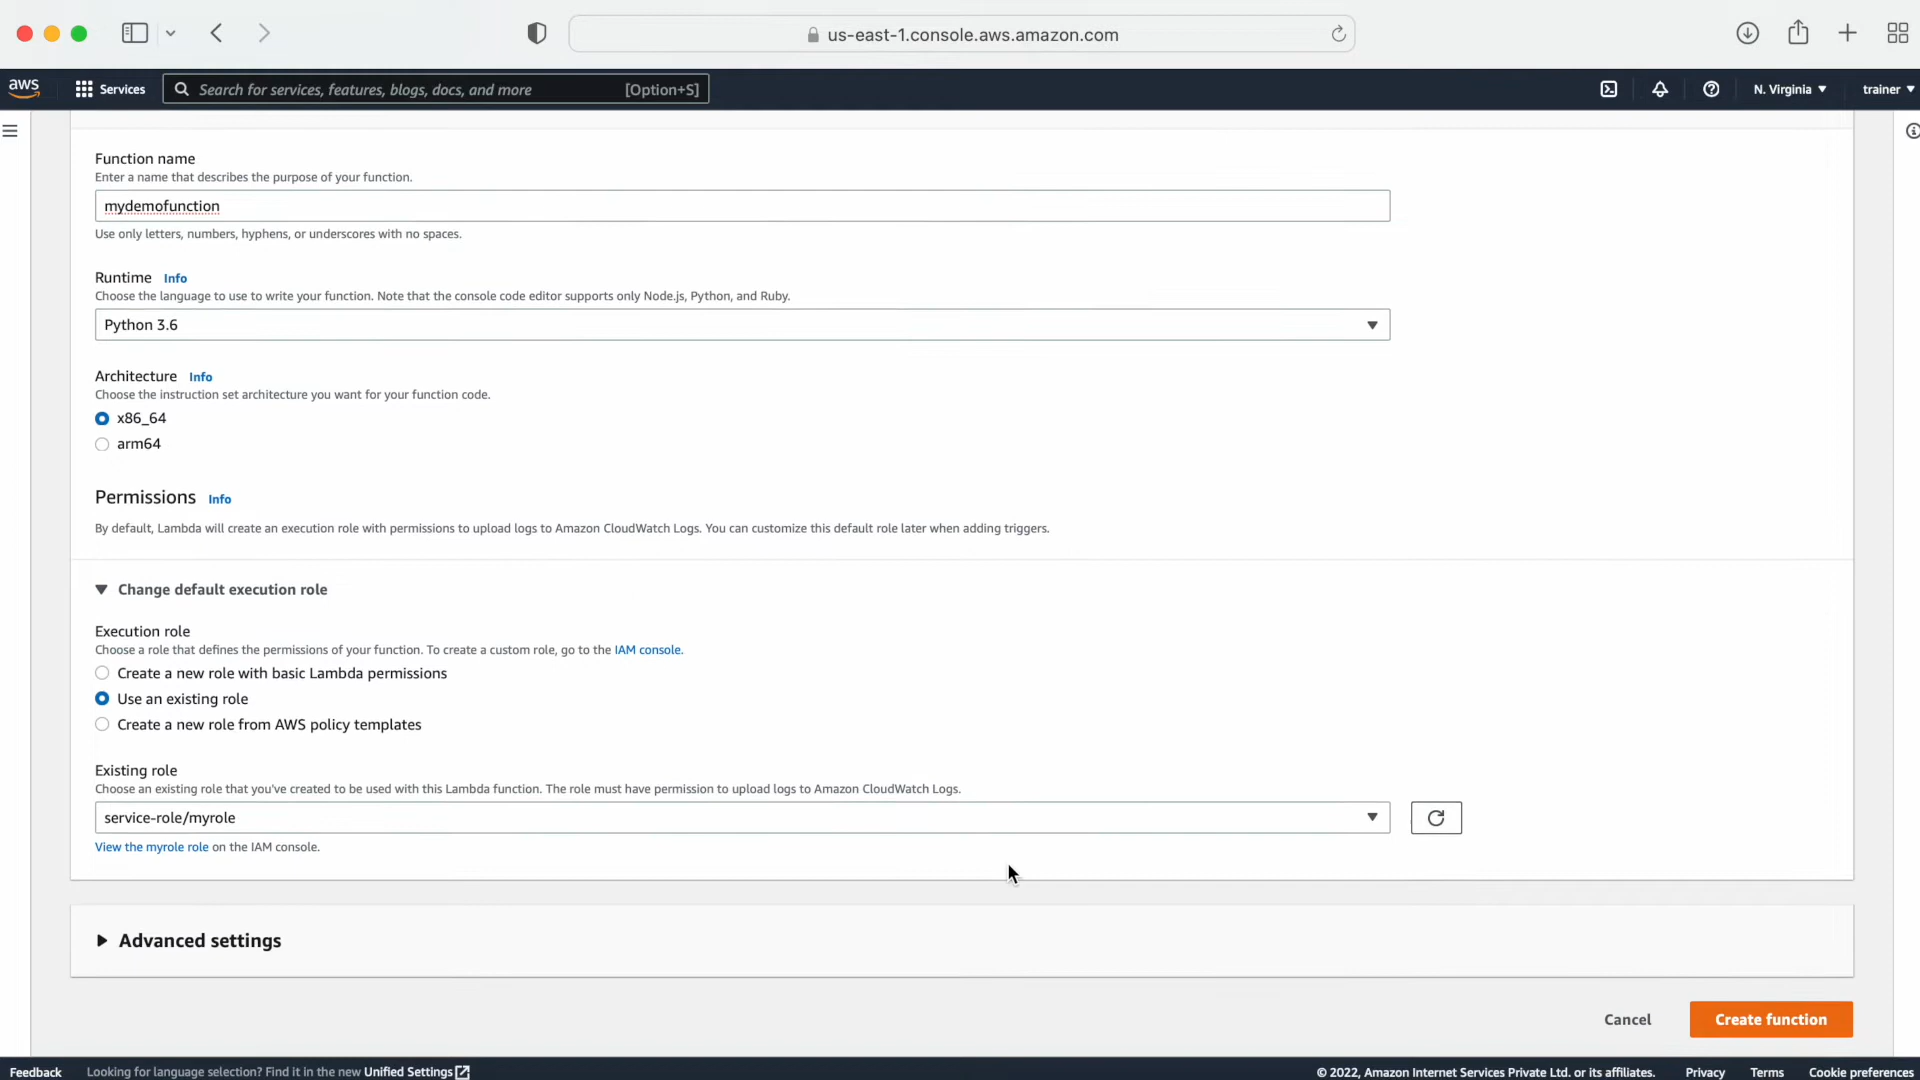 us-east-1.console.aws.amazon.com
aws
Services
Search for services, features, blogs, docs, and more [Option+S]
N. Virginia
trainer
Function name
Enter a name that describes the purpose of your function.
mydemofunction
Use only letters, numbers, hyphens, or underscores with no spaces.
Runtime Info
Choose the language to use to write your function. Note that the console code editor supports only Node.js, Python, and Ruby.
Python 3.6
Architecture Info
Choose the instruction set architecture you want for your function code.
x86_64
arm64
Permissions Info
By default, Lambda will create an execution role with permissions to upload logs to Amazon CloudWatch Logs. You can customize this default role later when adding triggers.
Change default execution role
Execution role
Choose a role that defines the permissions of your function. To create a custom role, go to the IAM console.
Create a new role with basic Lambda permissions
Use an existing role
Create a new role from AWS policy templates
Existing role
Choose an existing role that you've created to be used with this Lambda function. The role must have permission to upload logs to Amazon CloudWatch Logs.
service-role/myrole
View the myrole role on the IAM console.
Advanced settings
Cancel
Create function
Feedback
Looking for language selection? Find it in the new Unified Settings
© 2022, Amazon Internet Services Private Ltd. or its affiliates.
Privacy
Terms
Cookie preferences